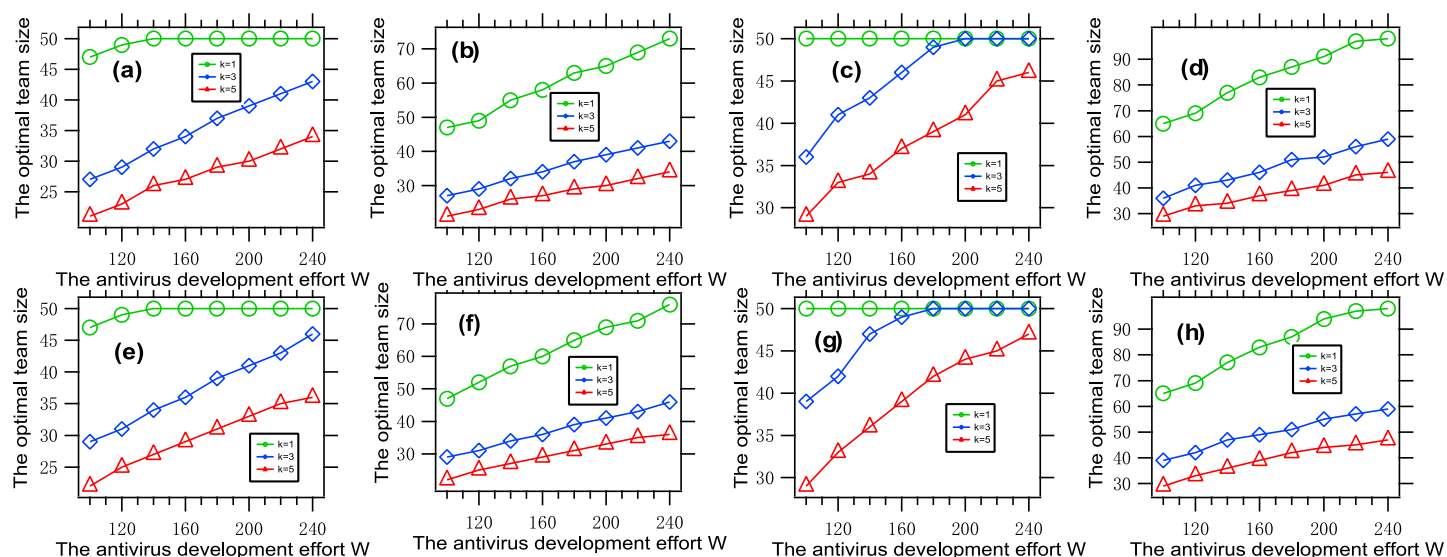 The optimal team size
50
45
40
35
30
25
(a)
k=1
k=3
k=5
120
160
200
240
The antivirus development effort W
The optimal team size
70
50
30
(b)
k=1
k=3
k=5
120
160
200
240
The antivirus development effort W
The optimal team size
50
45
40
35
30
(c)
k=1
k=3
k=5
120
160
200
240
The antivirus development effort W
The optimal team size
90
80
70
60
50
40
30
(d)
k=1
k=3
k=5
120
160
200
240
The antivirus development effort W
The optimal team size
50
45
40
35
30
25
(e)
k=1
k=3
k=5
120
160
200
240
The antivirus development effort W
The optimal team size
70
50
30
(f)
k=1
k=3
k=5
120
160
200
240
The antivirus development effort W
The optimal team size
50
45
40
35
30
(g)
k=1
k=3
k=5
120
160
200
240
The antivirus development effort W
The optimal team size
90
80
70
60
50
40
30
(h)
k=1
k=3
k=5
120
160
200
240
The antivirus development effort W